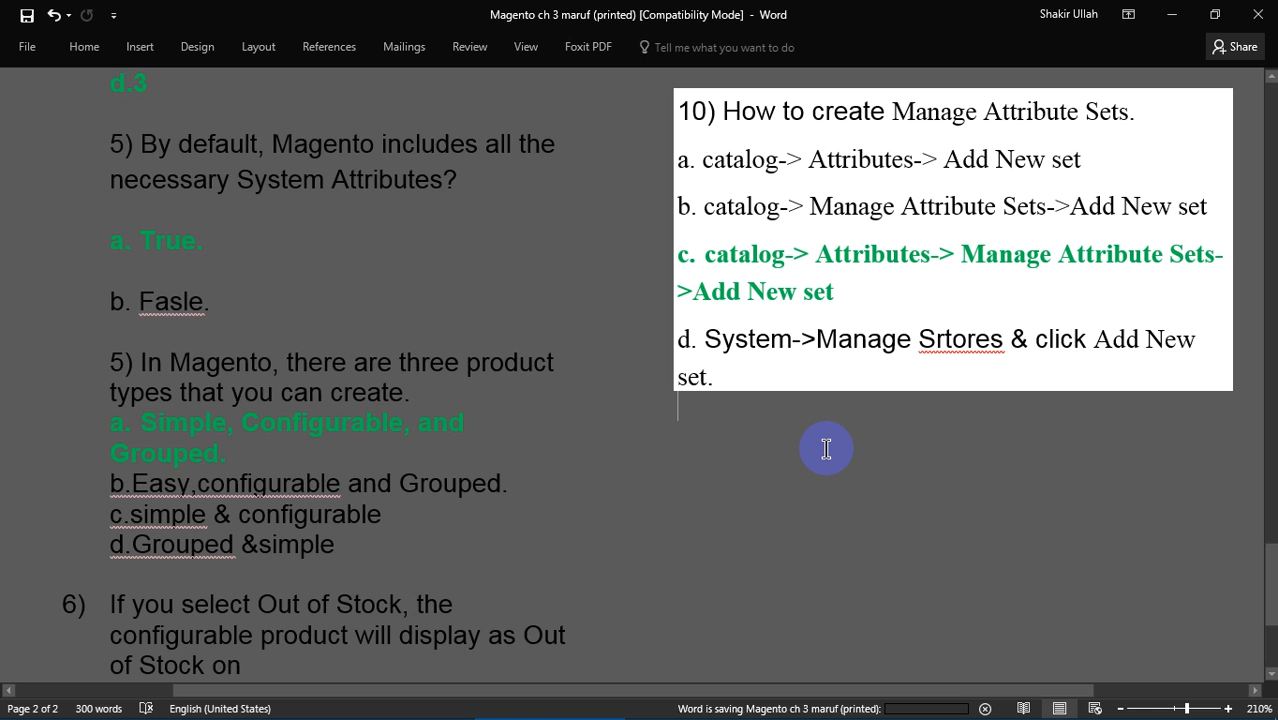 Magento ch 3 maruf (printed) [Compatibility Mode] - Word
Shakir Ullah
File Home Insert Design Layout References Mailings Review View Foxit PDF Tell me what you want to do Share
d.3
5) By default, Magento includes all the
necessary System Attributes?
a. True.
b. Fasle.
5) In Magento, there are three product
types that you can create.
a. Simple, Configurable, and
Grouped.
b.Easy,configurable and Grouped.
c.simple & configurable
d.Grouped &simple
6) If you select Out of Stock, the
configurable product will display as Out
of Stock on
10) How to create Manage Attribute Sets.
a. catalog-> Attributes-> Add New set
b. catalog-> Manage Attribute Sets->Add New set
c. catalog-> Attributes-> Manage Attribute Sets-
>Add New set
d. System->Manage Srtores & click Add New
set.
Page 2 of 2 300 words English (United States) Word is saving Magento ch 3 maruf (printed): 210%